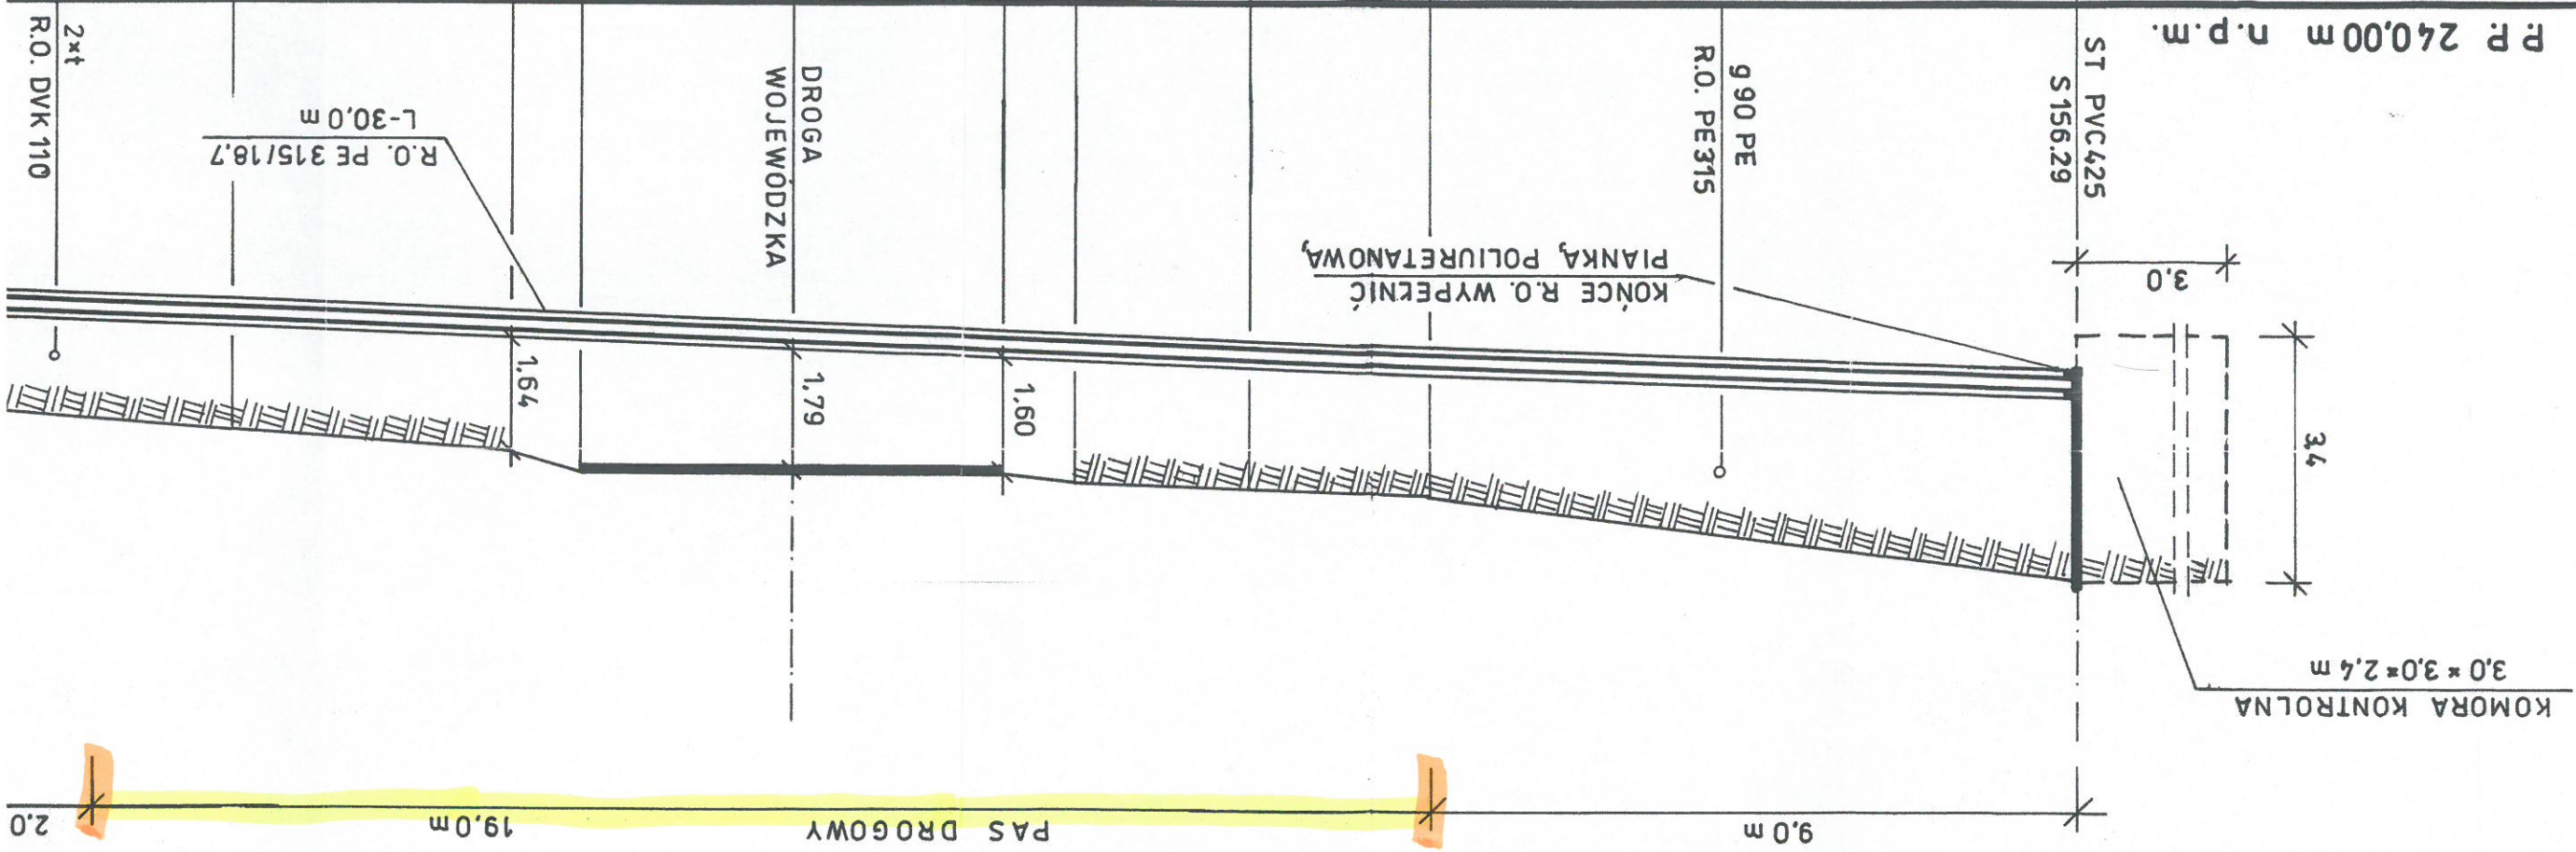 KOMORA KONTROLNA
3,0 × 3,0 × 2,4 m
9,0 m
PAS DROGOWY
19,0 m
2,0
3,4
3,0
1,60
1,79
1,64
KOŃCE R.O. WYPEŁNIĆ
PIANKĄ POLIURETANOWĄ
R.O. PE 315/18,7
L-30,0 m
ST PVC425
S 156.29
g 90 PE
R.O. PE315
DROGA
WOJEWÓDZKA
2×t
R.O. DVK 110
P.P. 240,00 m n.p.m.